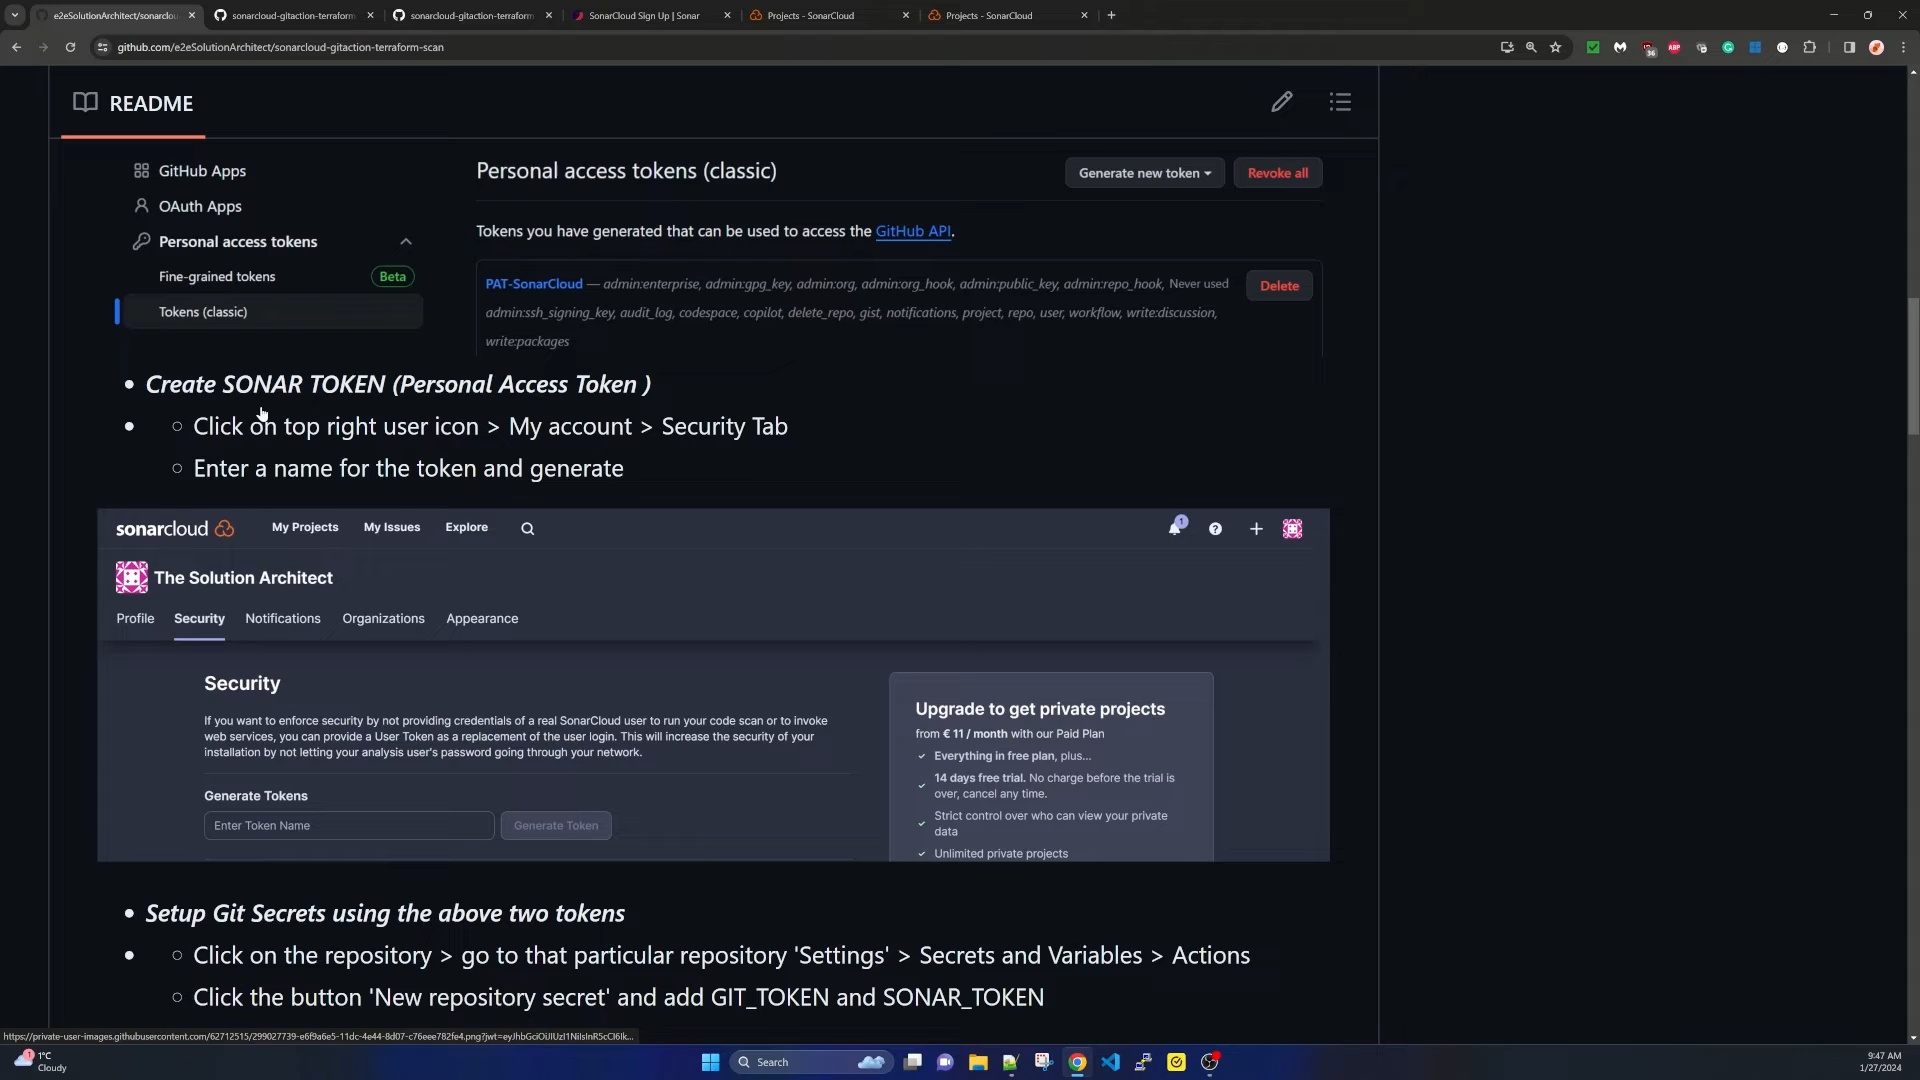 e2eSolutionArchitect/sonarclou
sonarcloud-gitaction-terraform
sonarcloud-gitaction-terraform
SonarCloud Sign Up | Sonar
Projects - SonarCloud
Projects - SonarCloud
github.com/e2eSolutionArchitect/sonarcloud-gitaction-terraform-scan
36
ABP
README
GitHub Apps
OAuth Apps
Personal access tokens
Fine-grained tokens Beta
Tokens (classic)
Personal access tokens (classic)
Generate new token
Revoke all
Tokens you have generated that can be used to access the GitHub API.
PAT-SonarCloud — admin:enterprise, admin:gpg_key, admin:org, admin:org_hook, admin:public_key, admin:repo_hook, Never used
Delete
admin:ssh_signing_key, audit_log, codespace, copilot, delete_repo, gist, notifications, project, repo, user, workflow, write:discussion,
write:packages
• Create SONAR TOKEN (Personal Access Token )
• ○ Click on top right user icon > My account > Security Tab
○ Enter a name for the token and generate
sonarcloud My Projects My Issues Explore
1
The Solution Architect
Profile Security Notifications Organizations Appearance
Security
If you want to enforce security by not providing credentials of a real SonarCloud user to run your code scan or to invoke
web services, you can provide a User Token as a replacement of the user login. This will increase the security of your
installation by not letting your analysis user's password going through your network.
Generate Tokens
Enter Token Name
Generate Token
Upgrade to get private projects
from € 11 / month with our Paid Plan
Everything in free plan, plus...
14 days free trial. No charge before the trial is
over, cancel any time.
Strict control over who can view your private
data
Unlimited private projects
• Setup Git Secrets using the above two tokens
• ○ Click on the repository > go to that particular repository 'Settings' > Secrets and Variables > Actions
○ Click the button 'New repository secret' and add GIT_TOKEN and SONAR_TOKEN
1
1°C
Cloudy
Search
9:47 AM
1/27/2024